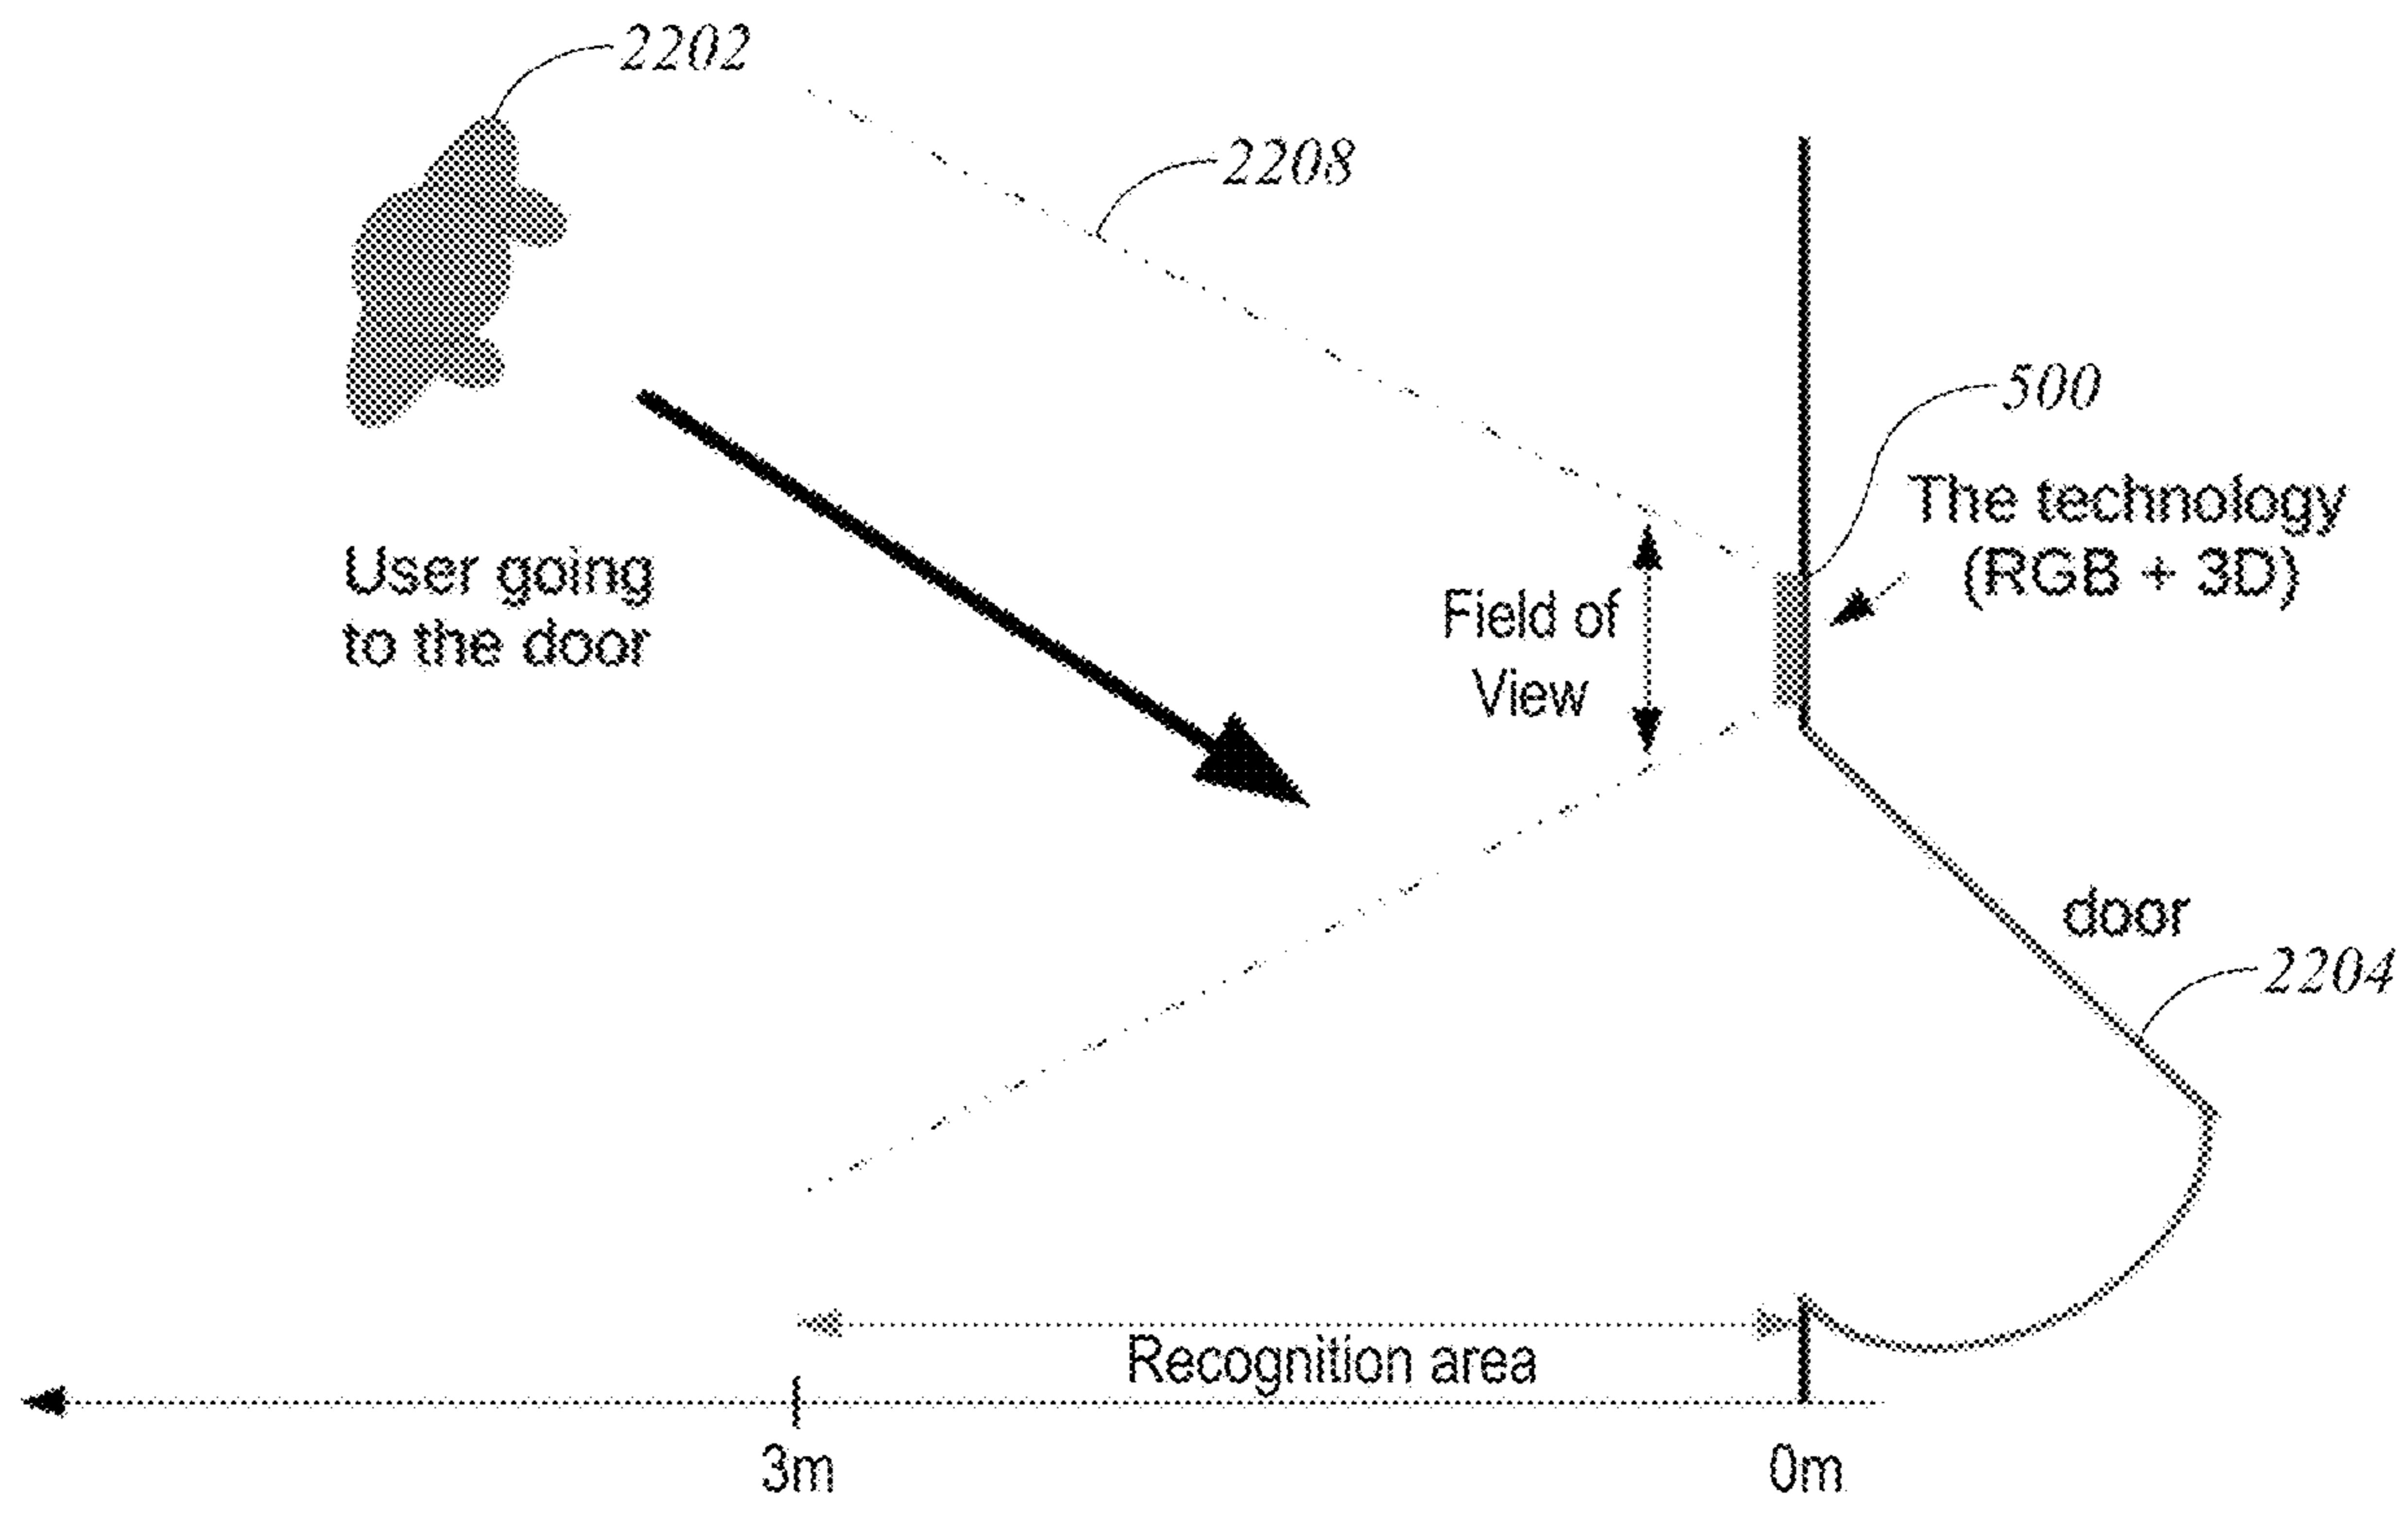 2202
2208
500
The technology
(RGB + 3D)
User going
to the door
Field of
View
door
2204
Recognition area
3m
0m